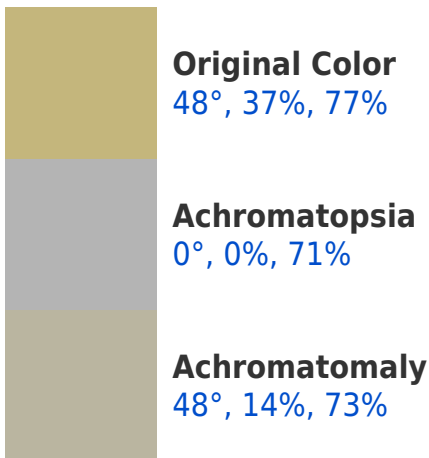 Original Color
48°, 37%, 77%
Achromatopsia
0°, 0%, 71%
Achromatomaly
48°, 14%, 73%